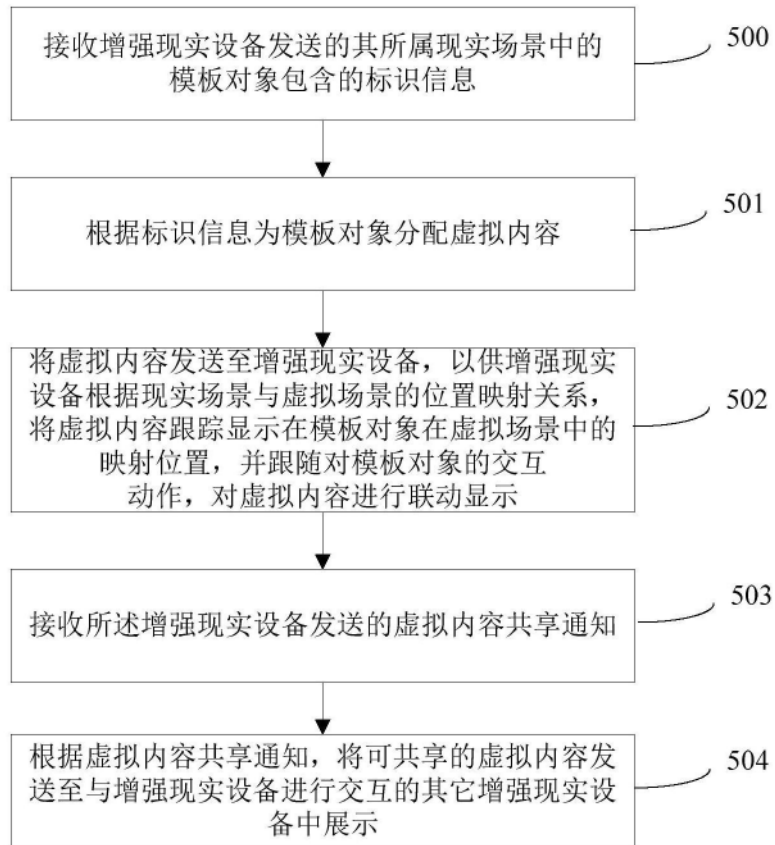 接收增强现实设备发送的其所属现实场景中的
模板对象包含的标识信息
500
根据标识信息为模板对象分配虚拟内容
501
将虚拟内容发送至增强现实设备，以供增强现实
设备根据现实场景与虚拟场景的位置映射关系，
将虚拟内容跟踪显示在模板对象在虚拟场景中的
映射位置，并跟随对模板对象的交互
动作，对虚拟内容进行联动显示
502
接收所述增强现实设备发送的虚拟内容共享通知
503
根据虚拟内容共享通知，将可共享的虚拟内容发
送至与增强现实设备进行交互的其它增强现实设
备中展示
504